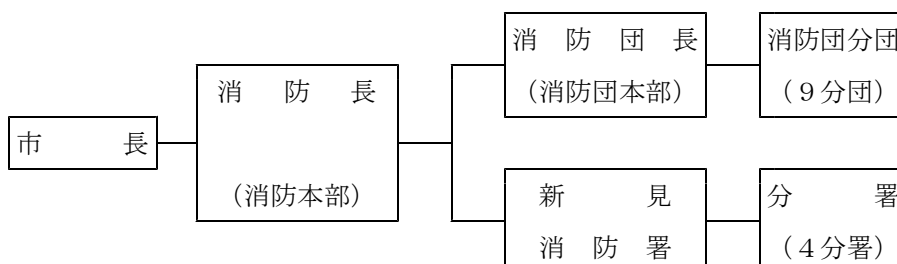 市長
消防長
（消防本部）
消防団長
（消防団本部）
消防団分団
（９分団）
新見
消防署
分署
（４分署）